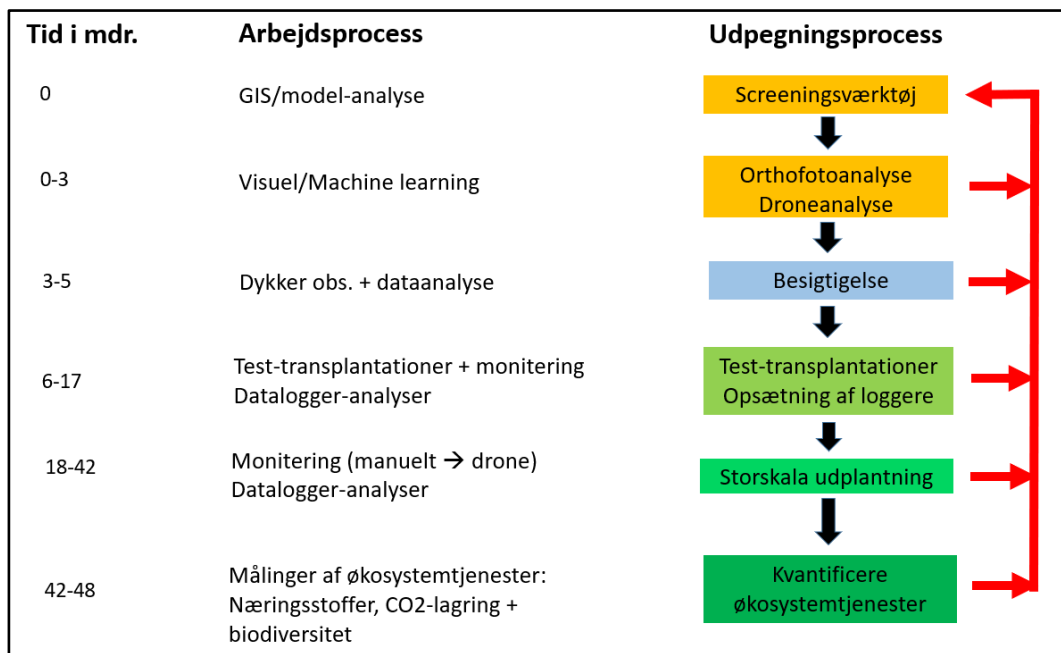 Tid i mdr. Arbejdsprocess Udpegningsprocess
0 GIS/model-analyse Screeningsværktøj
0-3 Visuel/Machine learning Orthofotoanalyse
Droneanalyse
3-5 Dykker obs. + dataanalyse Besigtigelse
6-17 Test-transplantationer + monitering Test-transplantationer
Datalogger-analyser Opsætning af loggere
18-42 Monitering (manuelt → drone) Storskala udplantning
Datalogger-analyser
42-48 Målinger af økosystemtjenester: Kvantificere
Næringsstoffer, CO2-lagring + økosystemtjenester
biodiversitet